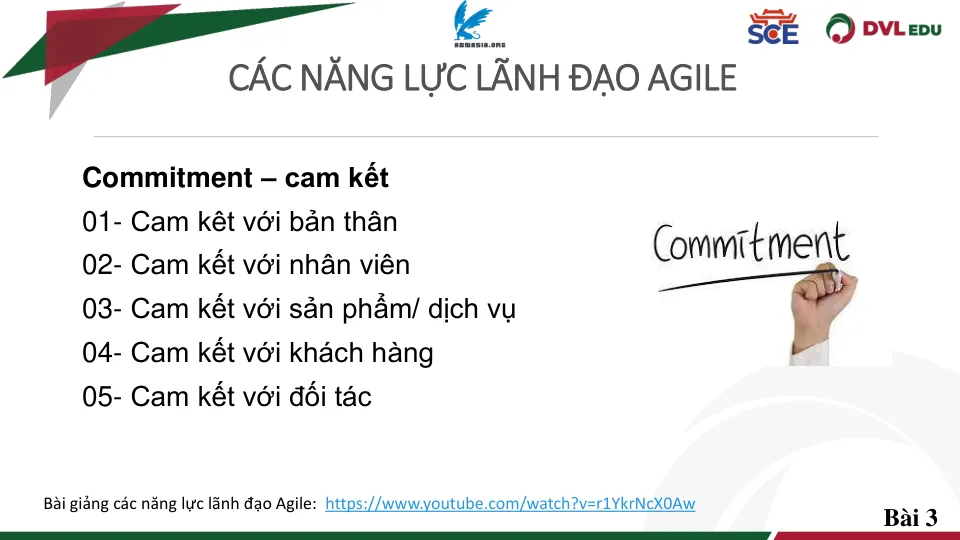 ABNASIA.ORG
SCE
DVL EDU
CÁC NĂNG LỰC LÃNH ĐẠO AGILE
Commitment – cam kết
01- Cam kêt với bản thân
02- Cam kết với nhân viên
03- Cam kết với sản phẩm/ dịch vụ
04- Cam kết với khách hàng
05- Cam kết với đối tác
Commitment
Bài giảng các năng lực lãnh đạo Agile: https://www.youtube.com/watch?v=r1YkrNcX0Aw
Bài 3